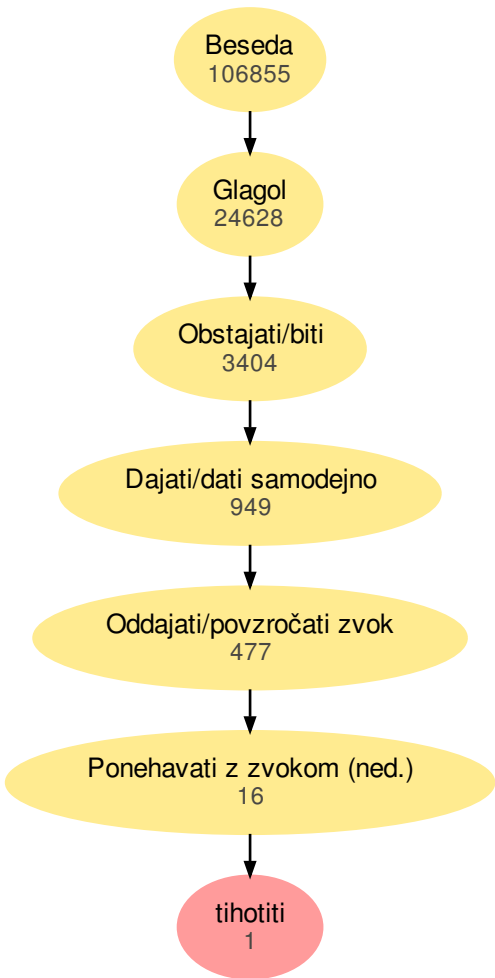 Beseda
106855
Glagol
24628
Obstajati/biti
3404
Dajati/dati samodejno
949
Oddajati/povzročati zvok
477
Ponehavati z zvokom (ned.)
16
tihotiti
1